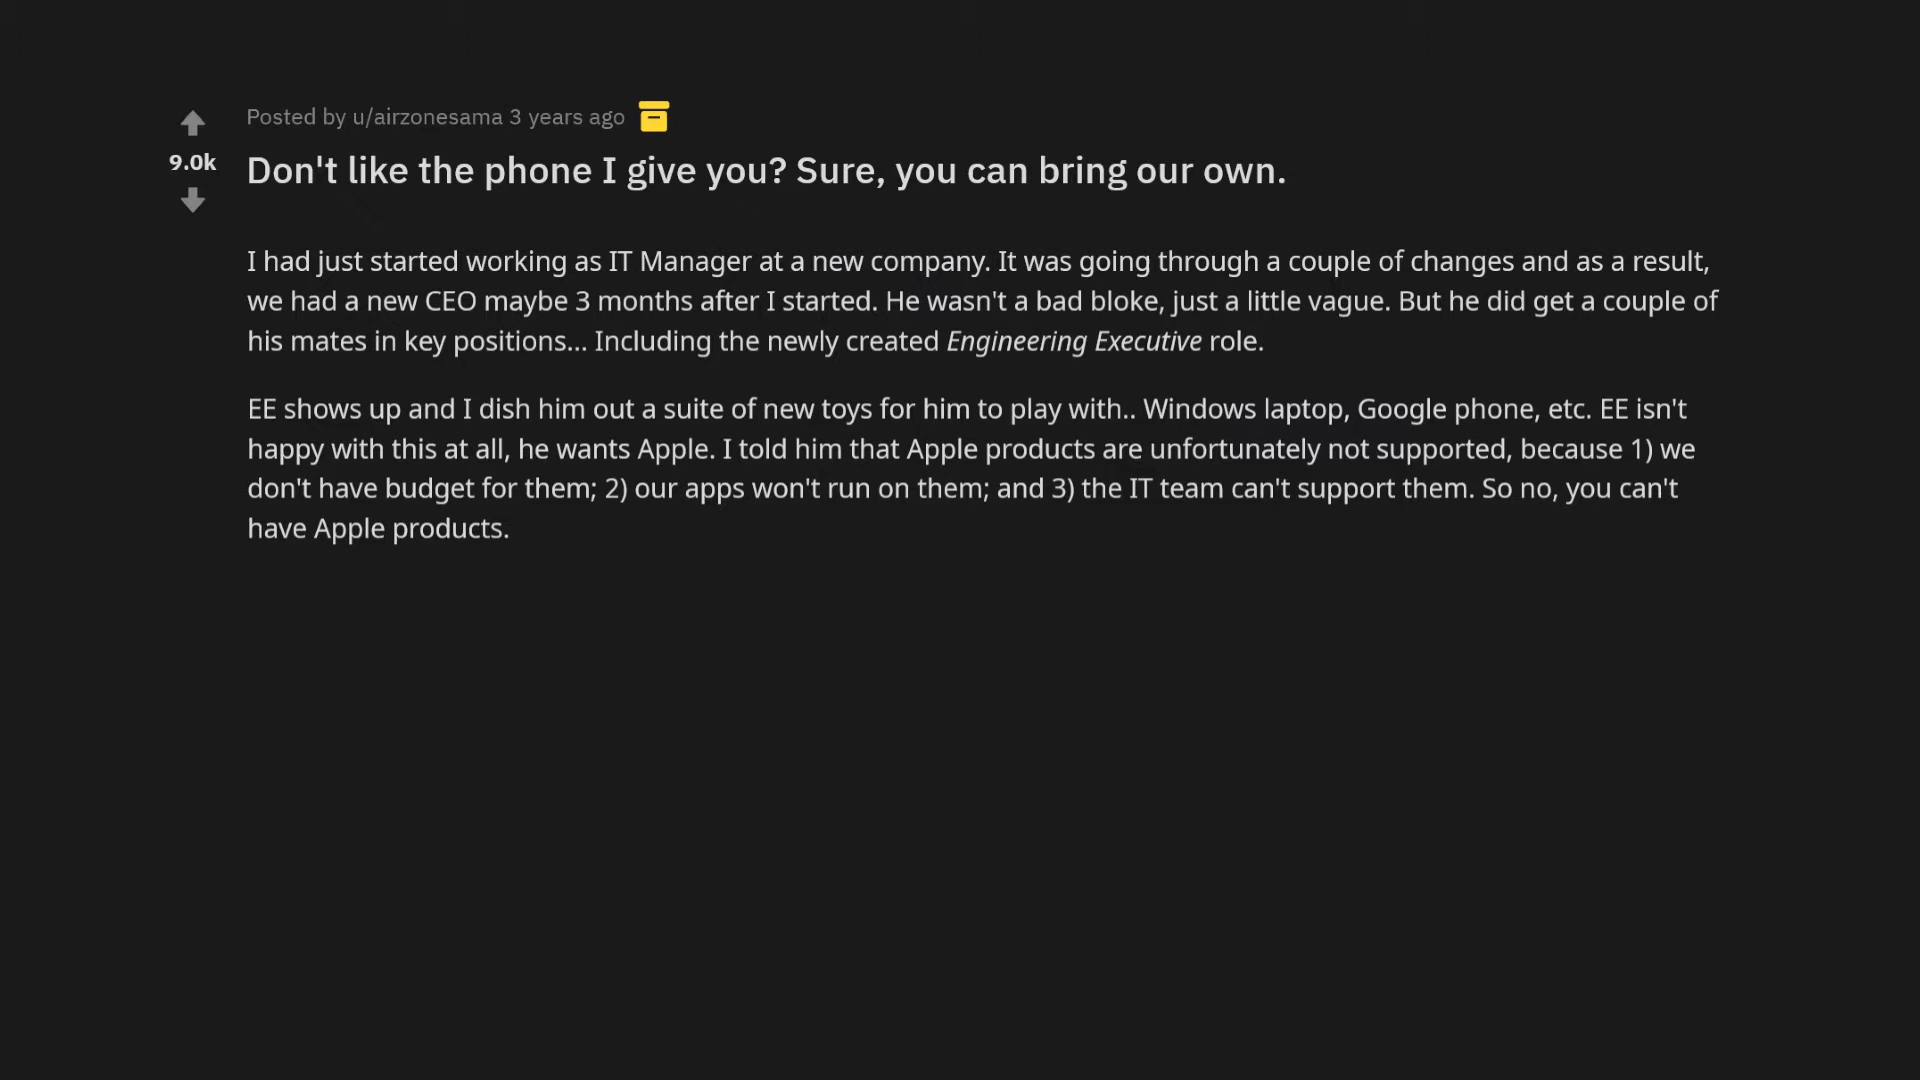 Posted by u/airzonesama 3 years ago
9.0k
Don't like the phone I give you? Sure, you can bring our own.
I had just started working as IT Manager at a new company. It was going through a couple of changes and as a result,
we had a new CEO maybe 3 months after I started. He wasn't a bad bloke, just a little vague. But he did get a couple of
his mates in key positions... Including the newly created Engineering Executive role.
EE shows up and I dish him out a suite of new toys for him to play with.. Windows laptop, Google phone, etc. EE isn't
happy with this at all, he wants Apple. I told him that Apple products are unfortunately not supported, because 1) we
don't have budget for them; 2) our apps won't run on them; and 3) the IT team can't support them. So no, you can't
have Apple products.